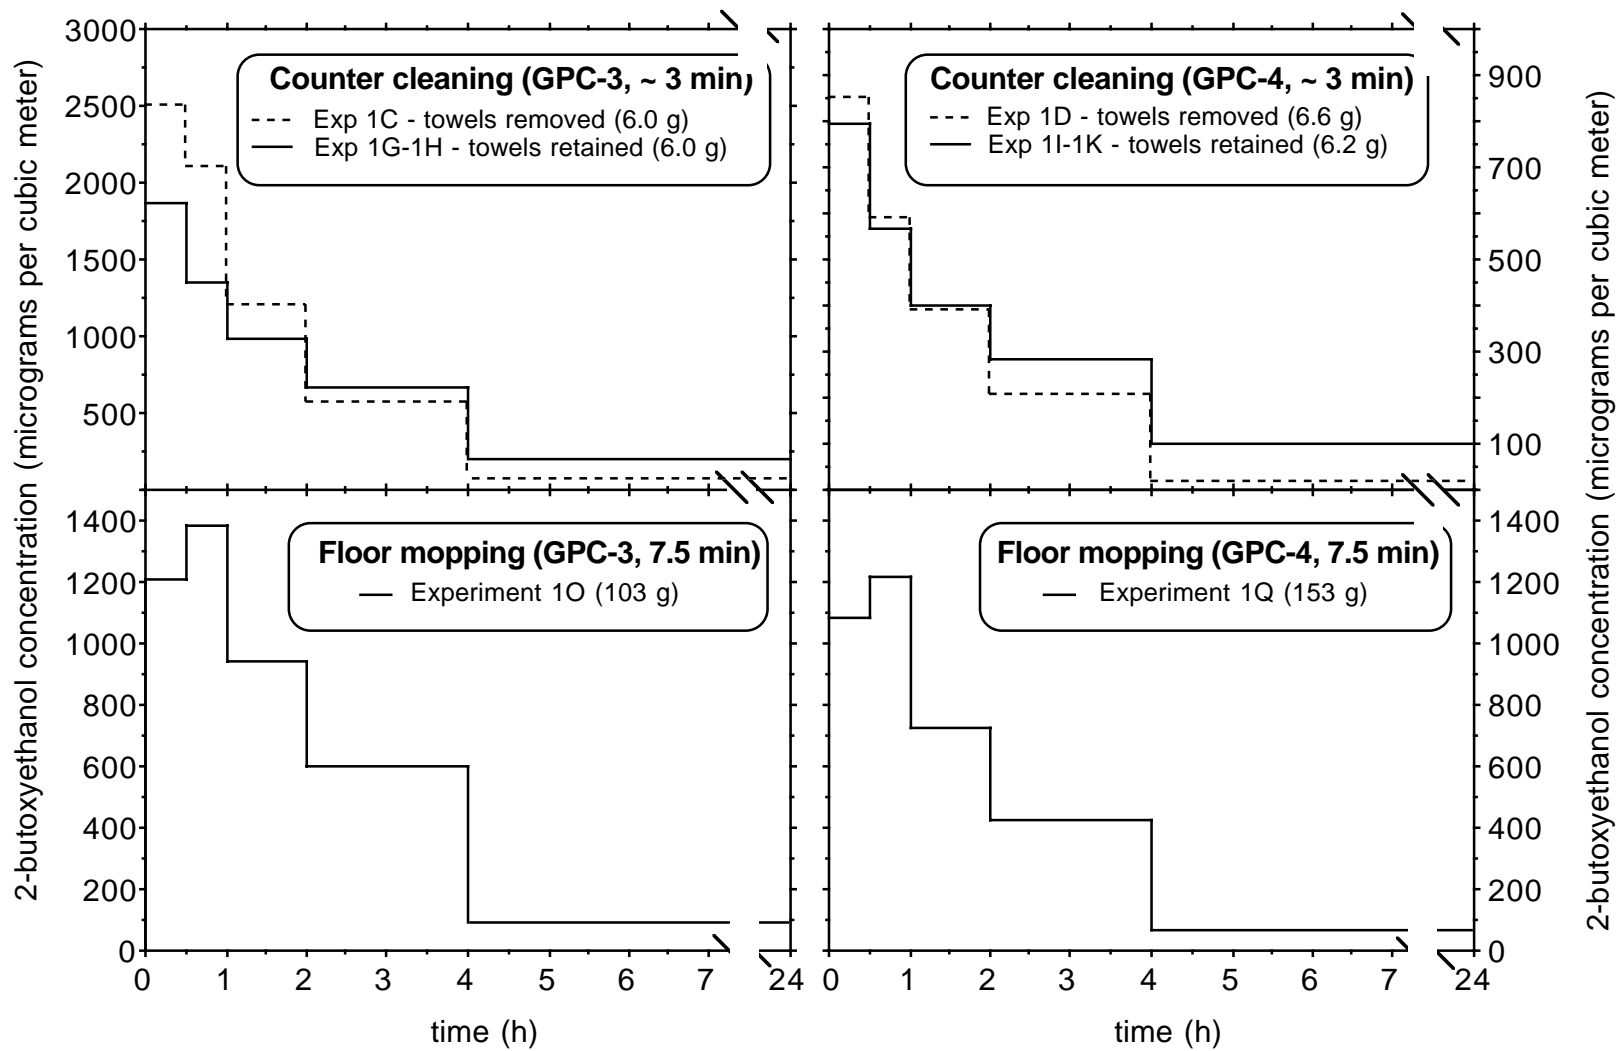 2-butoxyethanol concentration (micrograms per cubic meter)
3000
2500
2000
1500
1000
500
Counter cleaning (GPC-3, ~ 3 min)
Exp 1C - towels removed (6.0 g)
Exp 1G-1H - towels retained (6.0 g)
Counter cleaning (GPC-4, ~ 3 min)
Exp 1D - towels removed (6.6 g)
Exp 1I-1K - towels retained (6.2 g)
900
700
500
300
100
1400
1200
1000
800
600
400
200
0
Floor mopping (GPC-3, 7.5 min)
Experiment 1O (103 g)
Floor mopping (GPC-4, 7.5 min)
Experiment 1Q (153 g)
1400
1200
1000
800
600
400
200
0
0 1 2 3 4 5 6 7 24
0 1 2 3 4 5 6 7 24
time (h)
time (h)
2-butoxyethanol concentration (micrograms per cubic meter)